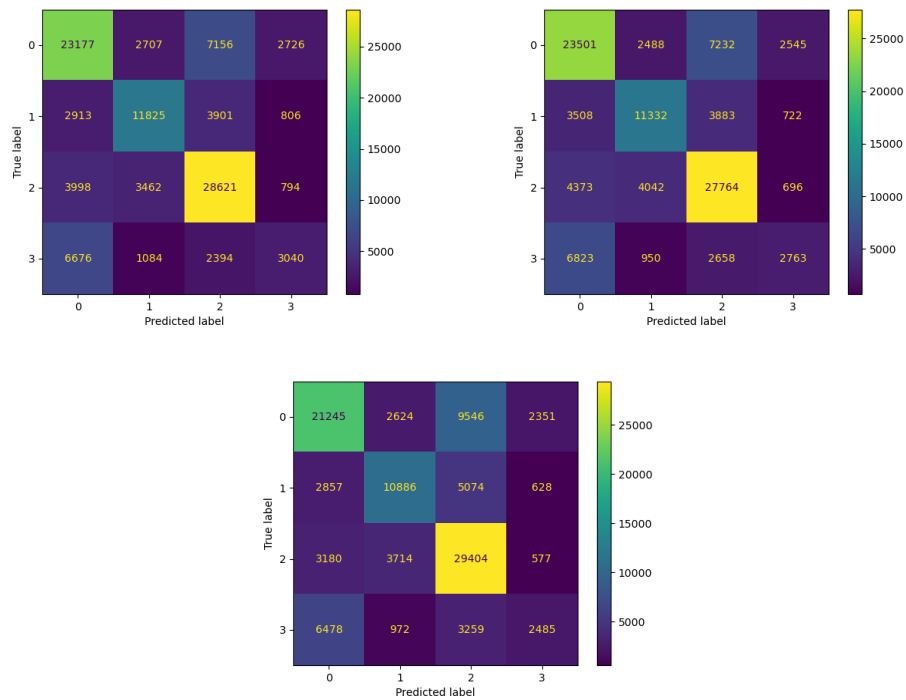 0 23177 2707 7156 2726
1 2913 11825 3901 806
2 3998 3462 28621 794
3 6676 1084 2394 3040
0 1 2 3
Predicted label
True label
25000
20000
15000
10000
5000
0 23501 2488 7232 2545
1 3508 11332 3883 722
2 4373 4042 27764 696
3 6823 950 2658 2763
0 1 2 3
Predicted label
True label
25000
20000
15000
10000
5000
0 21245 2624 9546 2351
1 2857 10886 5074 628
2 3180 3714 29404 577
3 6478 972 3259 2485
0 1 2 3
Predicted label
True label
25000
20000
15000
10000
5000